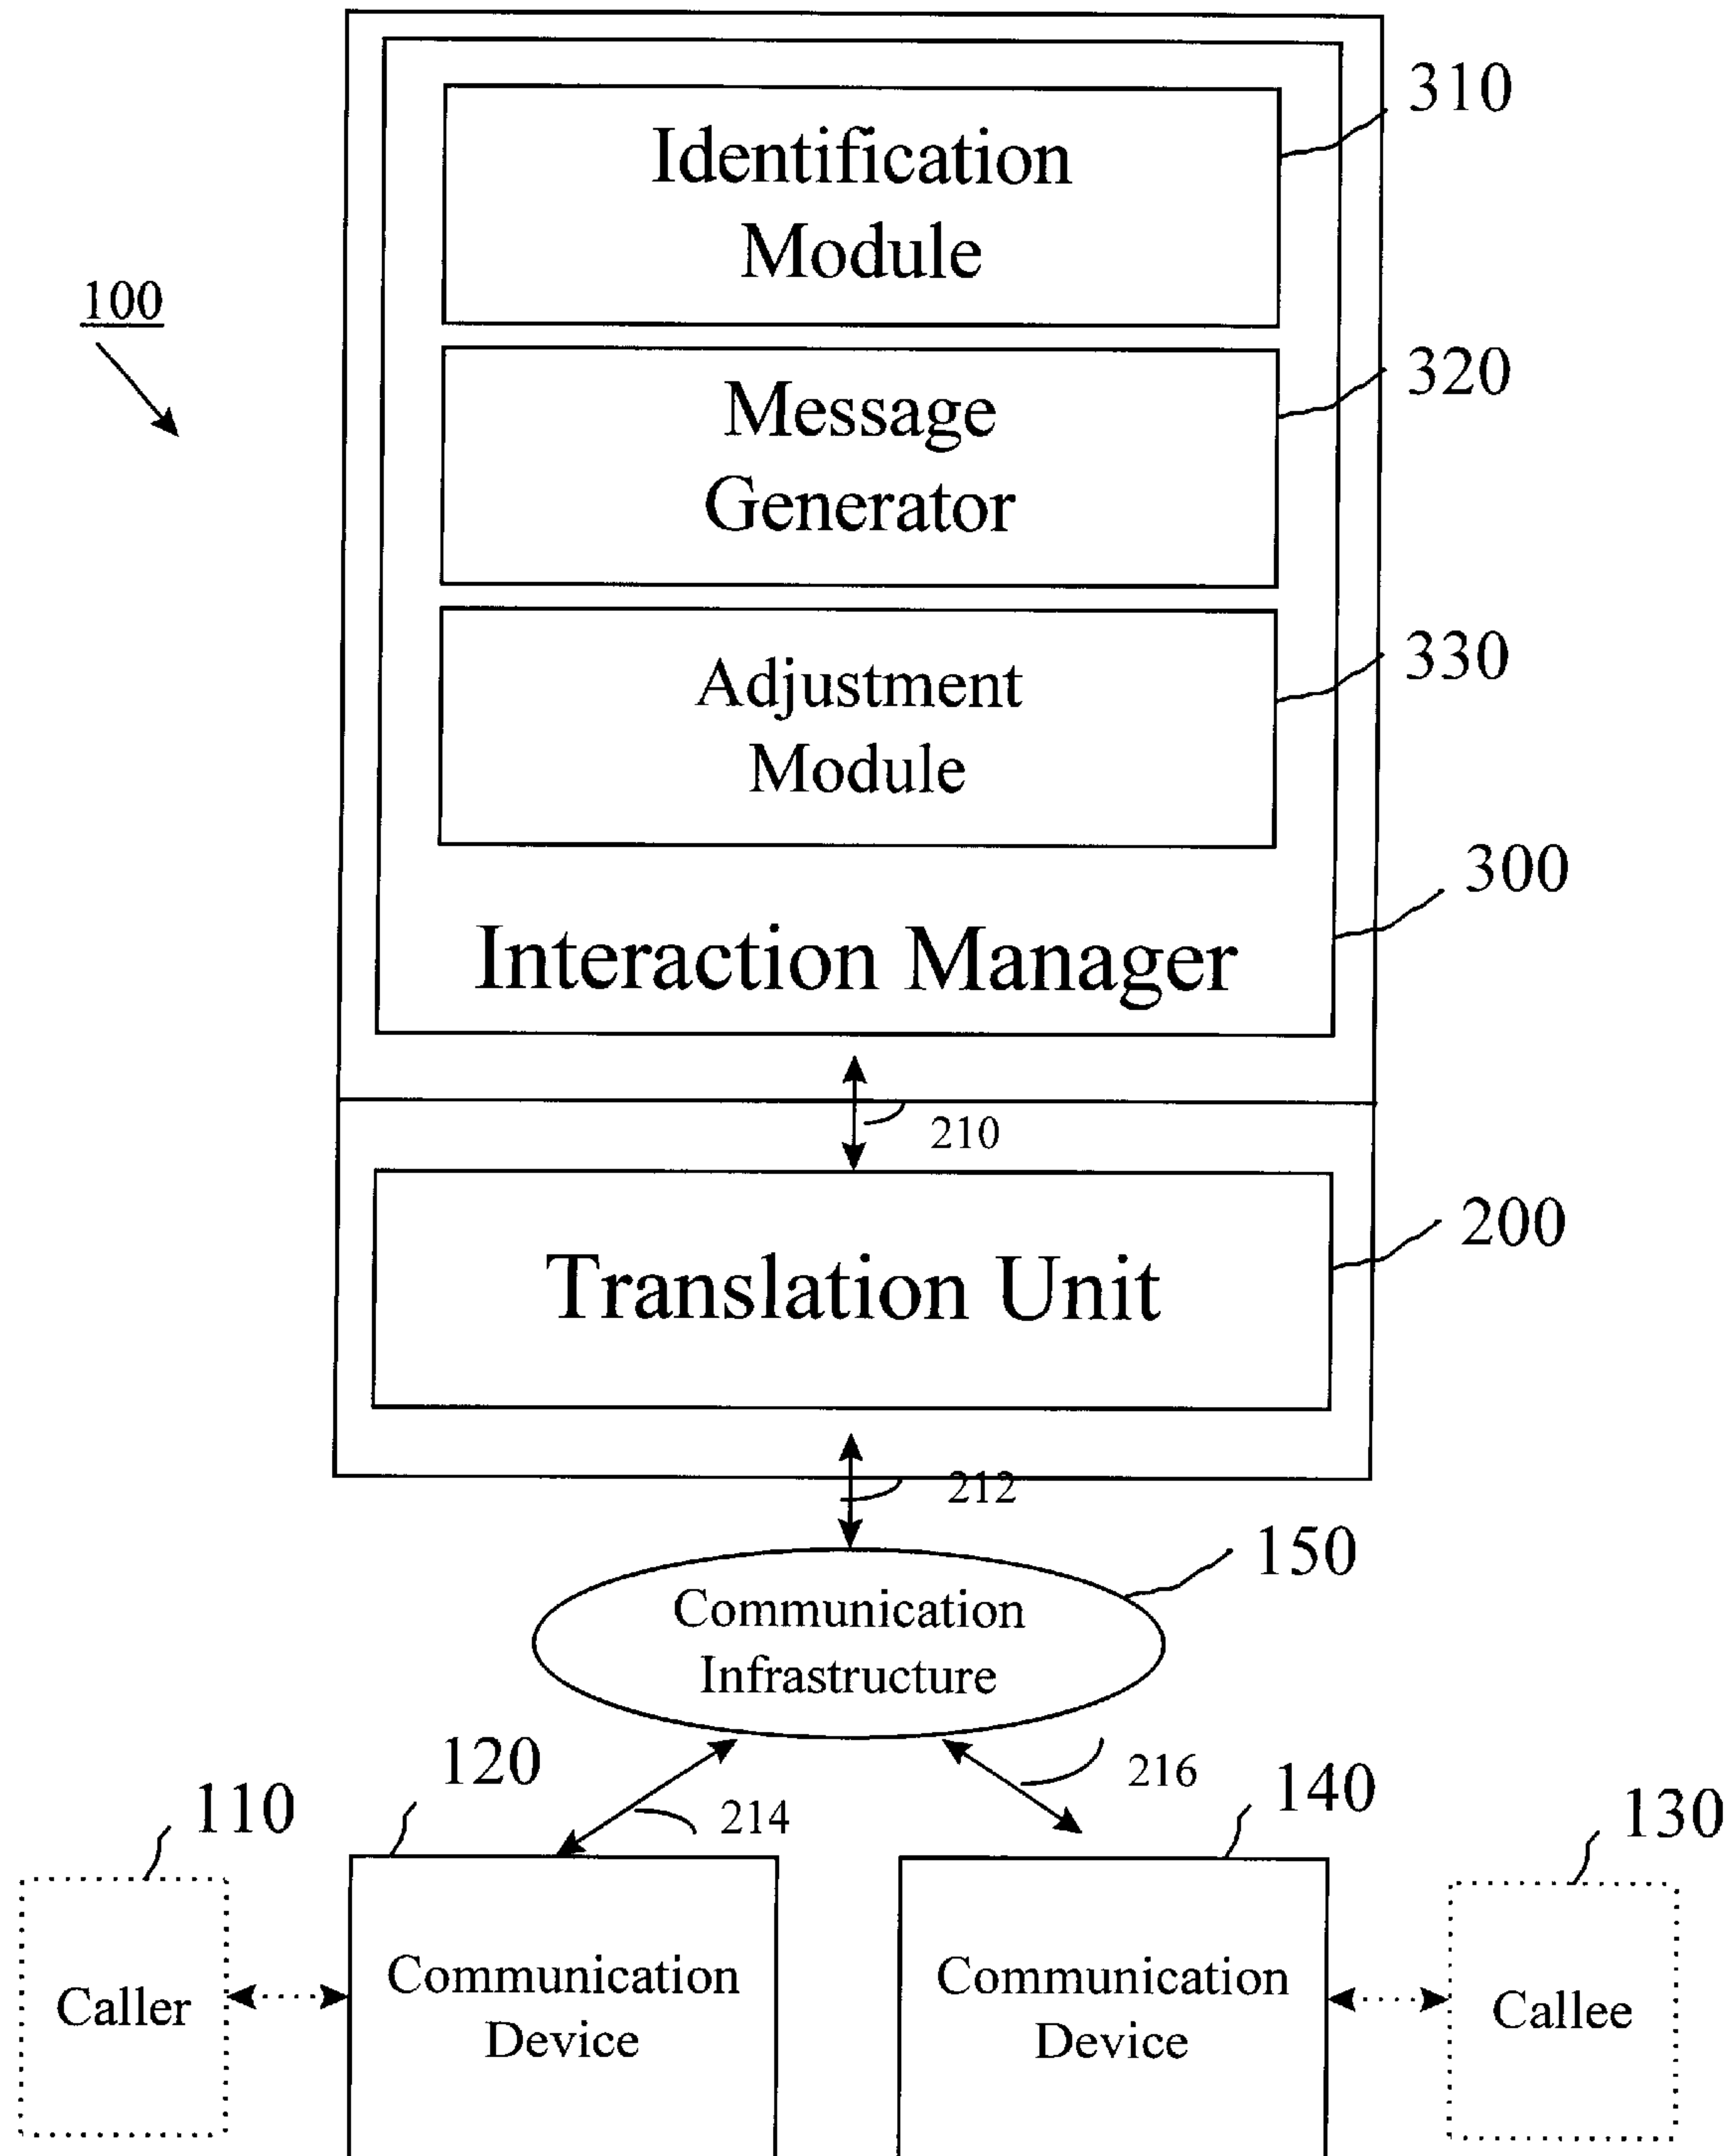 310
Identification
Module
100
320
Message
Generator
330
Adjustment
Module
300
Interaction Manager
210
200
Translation Unit
212
150
Communication
Infrastructure
120
216
140
110
214
130
Caller
Communication
Device
Communication
Device
Callee